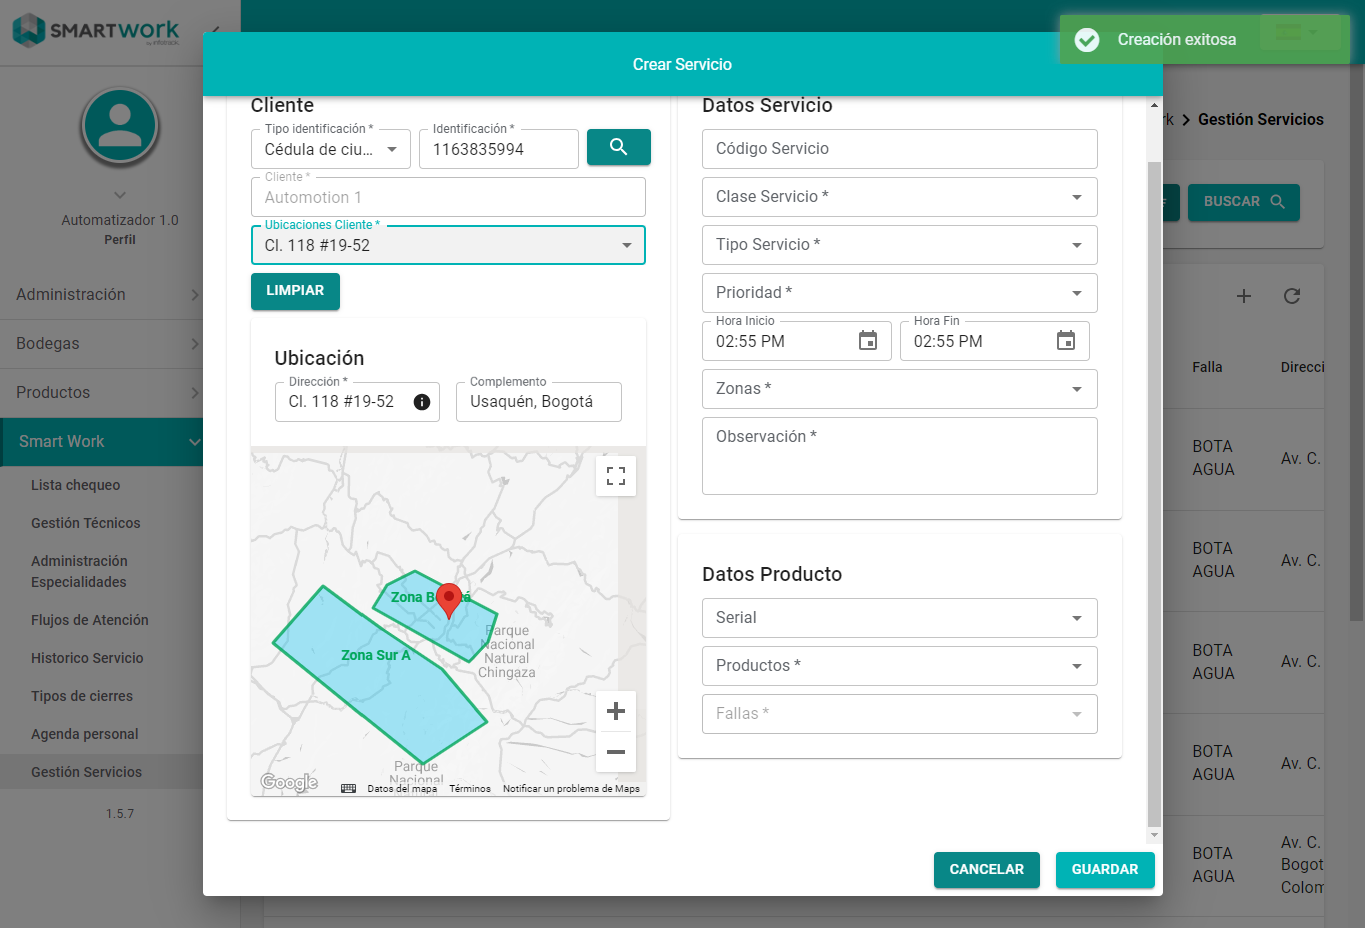 SMARTWORK
by infotrack
Automatizador 1.0
Perfil
Administración
Bodegas
Productos
Smart Work
Lista chequeo
Gestión Técnicos
Administración
Especialidades
Flujos de Atención
Historico Servicio
Tipos de cierres
Agenda personal
Gestión Servicios
1.5.7
Crear Servicio
Creación exitosa
Gestión Servicios
BUSCAR
Cliente
Tipo identificación *
Cédula de ciu...
Identificación *
1163835994
Cliente *
Automotion 1
Ubicaciones Cliente *
Cl. 118 #19-52
LIMPIAR
Ubicación
Dirección *
Cl. 118 #19-52
Complemento
Usaquén, Bogotá
Zona Sur A
Parque
Nacional
Natural
Chingaza
Parque
Nacional
Google
Datos del mapa
Términos
Notificar un problema de Maps
Datos Servicio
Código Servicio
Clase Servicio *
Tipo Servicio *
Prioridad *
Hora Inicio
02:55 PM
Hora Fin
02:55 PM
Zonas *
Observación *
Datos Producto
Serial
Productos *
Fallas *
CANCELAR
GUARDAR
Falla
Direcci
BOTA
AGUA
Av. C.
BOTA
AGUA
Av. C.
BOTA
AGUA
Av. C.
BOTA
AGUA
Av. C.
BOTA
AGUA
Av. C.
Bogot
Colom